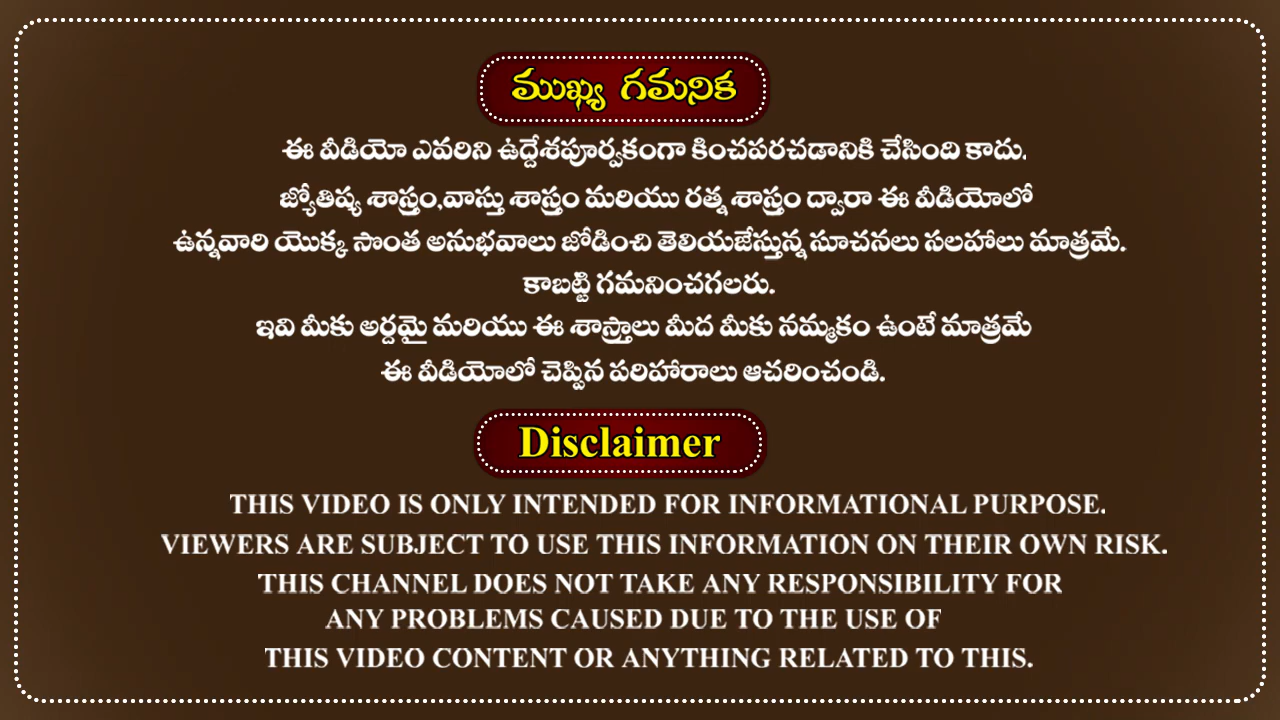 ముఖ్య గమనిక
ఈ వీడియో ఎవరిని ఉద్దేశపూర్వకంగా కించపరచడానికి చేసింది కాదు.
జ్యోతిష్య శాస్త్రం,వాస్తు శాస్త్రం మరియు రత్న శాస్త్రం ద్వారా ఈ వీడియోలో
ఉన్నవారి యొక్క సొంత అనుభవాలు జోడించి తెలియజేస్తున్న సూచనలు సలహాలు మాత్రమే.
కాబట్టి గమనించగలరు.
ఇవి మీకు అర్దమై మరియు ఈ శాస్త్రాలు మీద మీకు నమ్మకం ఉంటే మాత్రమే
ఈ వీడియోలో చెప్పిన పరిహారాలు ఆచరించండి.
Disclaimer
THIS VIDEO IS ONLY INTENDED FOR INFORMATIONAL PURPOSE.
VIEWERS ARE SUBJECT TO USE THIS INFORMATION ON THEIR OWN RISK.
THIS CHANNEL DOES NOT TAKE ANY RESPONSIBILITY FOR
ANY PROBLEMS CAUSED DUE TO THE USE OF
THIS VIDEO CONTENT OR ANYTHING RELATED TO THIS.